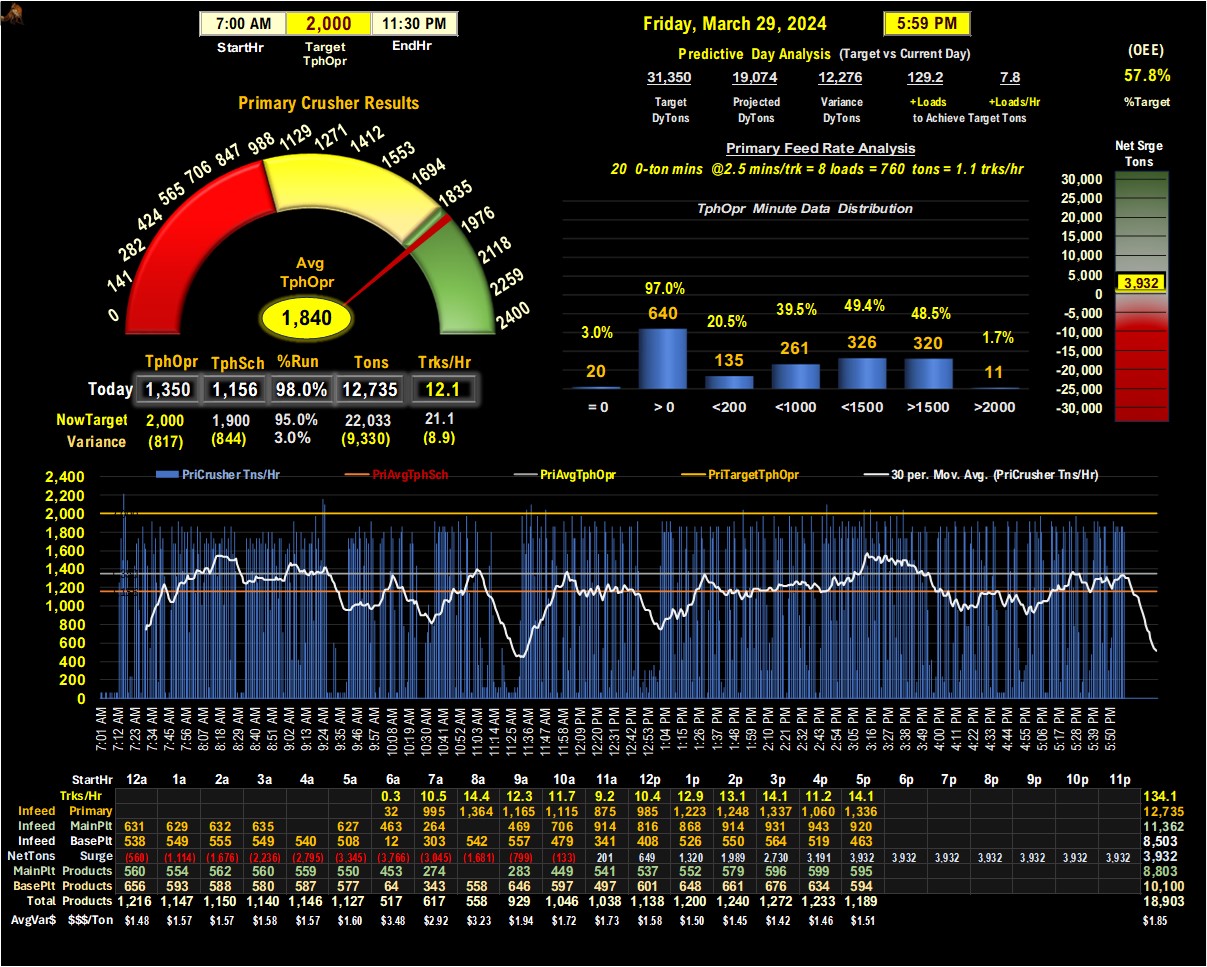 7:00 AM 2,000 11:30 PM
StartHr Target TphOpr EndHr
Friday, March 29, 2024 5:59 PM
Predictive Day Analysis (Target vs Current Day)
31,350 19,074 12,276 129.2 7.8
Target DyTons Projected DyTons Variance DyTons +Loads +Loads/Hr
to Achieve Target Tons
(OEE)
57.8%
%Target
Primary Crusher Results
0 141 282 424 565 706 847 988 1129 1271 1412 1553 1694 1835 1976 2118 2259 2400
Avg
TphOpr
1,840
TphOpr TphSch %Run Tons Trks/Hr
Today 1,350 1,156 98.0% 12,735 12.1
NowTarget 2,000 1,900 95.0% 22,033 21.1
Variance (817) (844) 3.0% (9,330) (8.9)
Primary Feed Rate Analysis
20 0-ton mins @2.5 mins/trk = 8 loads = 760 tons = 1.1 trks/hr
TphOpr Minute Data Distribution
3.0% 97.0% 20.5% 39.5% 49.4% 48.5% 1.7%
20 640 135 261 326 320 11
= 0 > 0 <200 <1000 <1500 >1500 >2000
Net Srge
Tons
30,000
25,000
20,000
15,000
10,000
5,000
3,932
0
-5,000
-10,000
-15,000
-20,000
-25,000
-30,000
PriCrusher Tns/Hr PriAvgTphSch PriAvgTphOpr PriTargetTphOpr 30 per. Mov. Avg. (PriCrusher Tns/Hr)
2,400
2,200
2,000
1,800
1,600
1,400
1,200
1,000
800
600
400
200
0
7:01 AM 7:12 AM 7:23 AM 7:34 AM 7:45 AM 7:56 AM 8:07 AM 8:18 AM 8:29 AM 8:40 AM 8:51 AM 9:02 AM 9:13 AM 9:24 AM 9:35 AM 9:46 AM 9:57 AM 10:08 AM 10:19 AM 10:30 AM 10:41 AM 10:52 AM 11:03 AM 11:14 AM 11:25 AM 11:36 AM 11:47 AM 11:58 AM 12:09 PM 12:20 PM 12:31 PM 12:42 PM 12:53 PM 1:04 PM 1:15 PM 1:26 PM 1:37 PM 1:48 PM 1:59 PM 2:10 PM 2:21 PM 2:32 PM 2:43 PM 2:54 PM 3:05 PM 3:16 PM 3:27 PM 3:38 PM 3:49 PM 4:00 PM 4:11 PM 4:22 PM 4:33 PM 4:44 PM 4:55 PM 5:06 PM 5:17 PM 5:28 PM 5:39 PM 5:50 PM
StartHr 12a 1a 2a 3a 4a 5a 6a 7a 8a 9a 10a 11a 12p 1p 2p 3p 4p 5p 6p 7p 8p 9p 10p 11p
Trks/Hr 0.3 10.5 14.4 12.3 11.7 9.2 10.4 12.9 13.1 14.1 11.2 14.1 134.1
Infeed Primary 32 995 1,364 1,165 1,115 875 985 1,223 1,248 1,337 1,060 1,336 12,735
Infeed MainPlt 631 629 632 635 627 463 264 469 706 914 816 868 914 931 943 920 11,362
Infeed BasePlt 538 549 555 549 540 508 12 303 542 557 479 341 408 526 550 564 519 463 8,503
NetTons Surge (560) (1,114) (1,676) (2,236) (2,795) (3,345) (3,766) (3,045) (1,681) (799) (133) 201 649 1,320 1,989 2,730 3,191 3,932 3,932 3,932 3,932 3,932 3,932 3,932 3,932
MainPlt Products 560 554 562 560 559 550 453 274 283 449 541 537 552 579 596 599 595 8,803
BasePlt Products 656 593 588 580 587 577 64 343 558 646 597 497 601 648 661 676 634 594 10,100
Total Products 1,216 1,147 1,150 1,140 1,146 1,127 517 617 558 929 1,046 1,038 1,138 1,200 1,240 1,272 1,233 1,189 18,903
AvgVar$ $$$/Ton $1.48 $1.57 $1.57 $1.58 $1.57 $1.60 $3.48 $2.92 $3.23 $1.94 $1.72 $1.73 $1.58 $1.50 $1.45 $1.42 $1.46 $1.51 $1.85